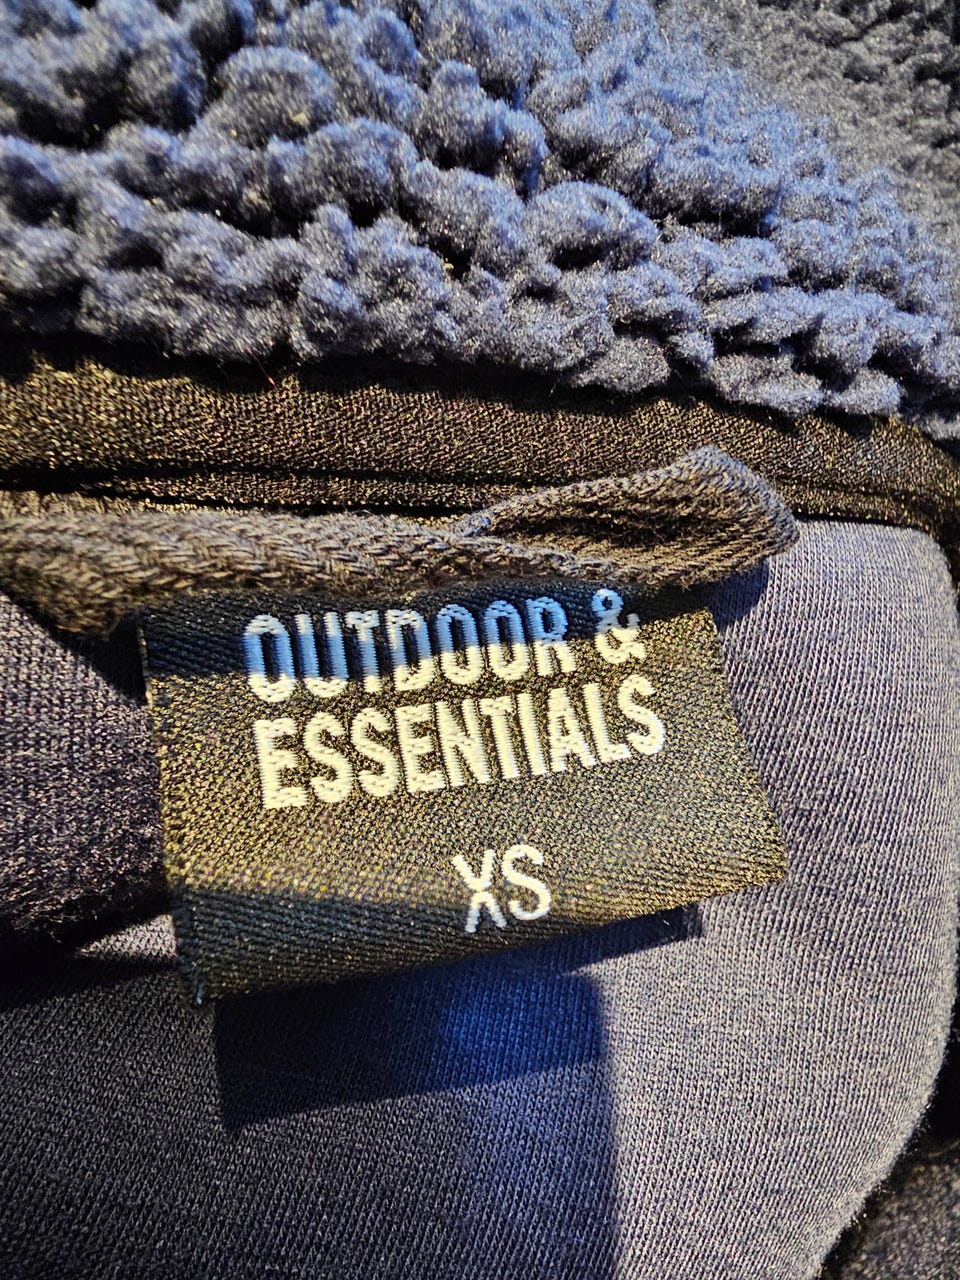 OUTDOOR &
ESSENTIALS
XS